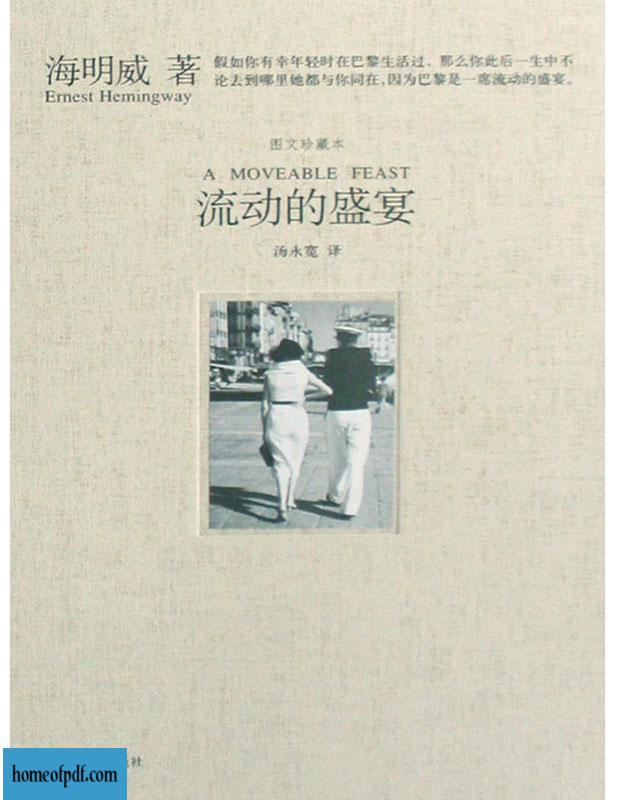 海明威 著
Ernest Hemingway
假如你有幸年轻时在巴黎生活过，那么你此后一生中不
论去到哪里她都与你同在，因为巴黎是一席流动的盛宴。
图文珍藏本
A MOVEABLE FEAST
流动的盛宴
汤永宽 译
社
homeofpdf.com